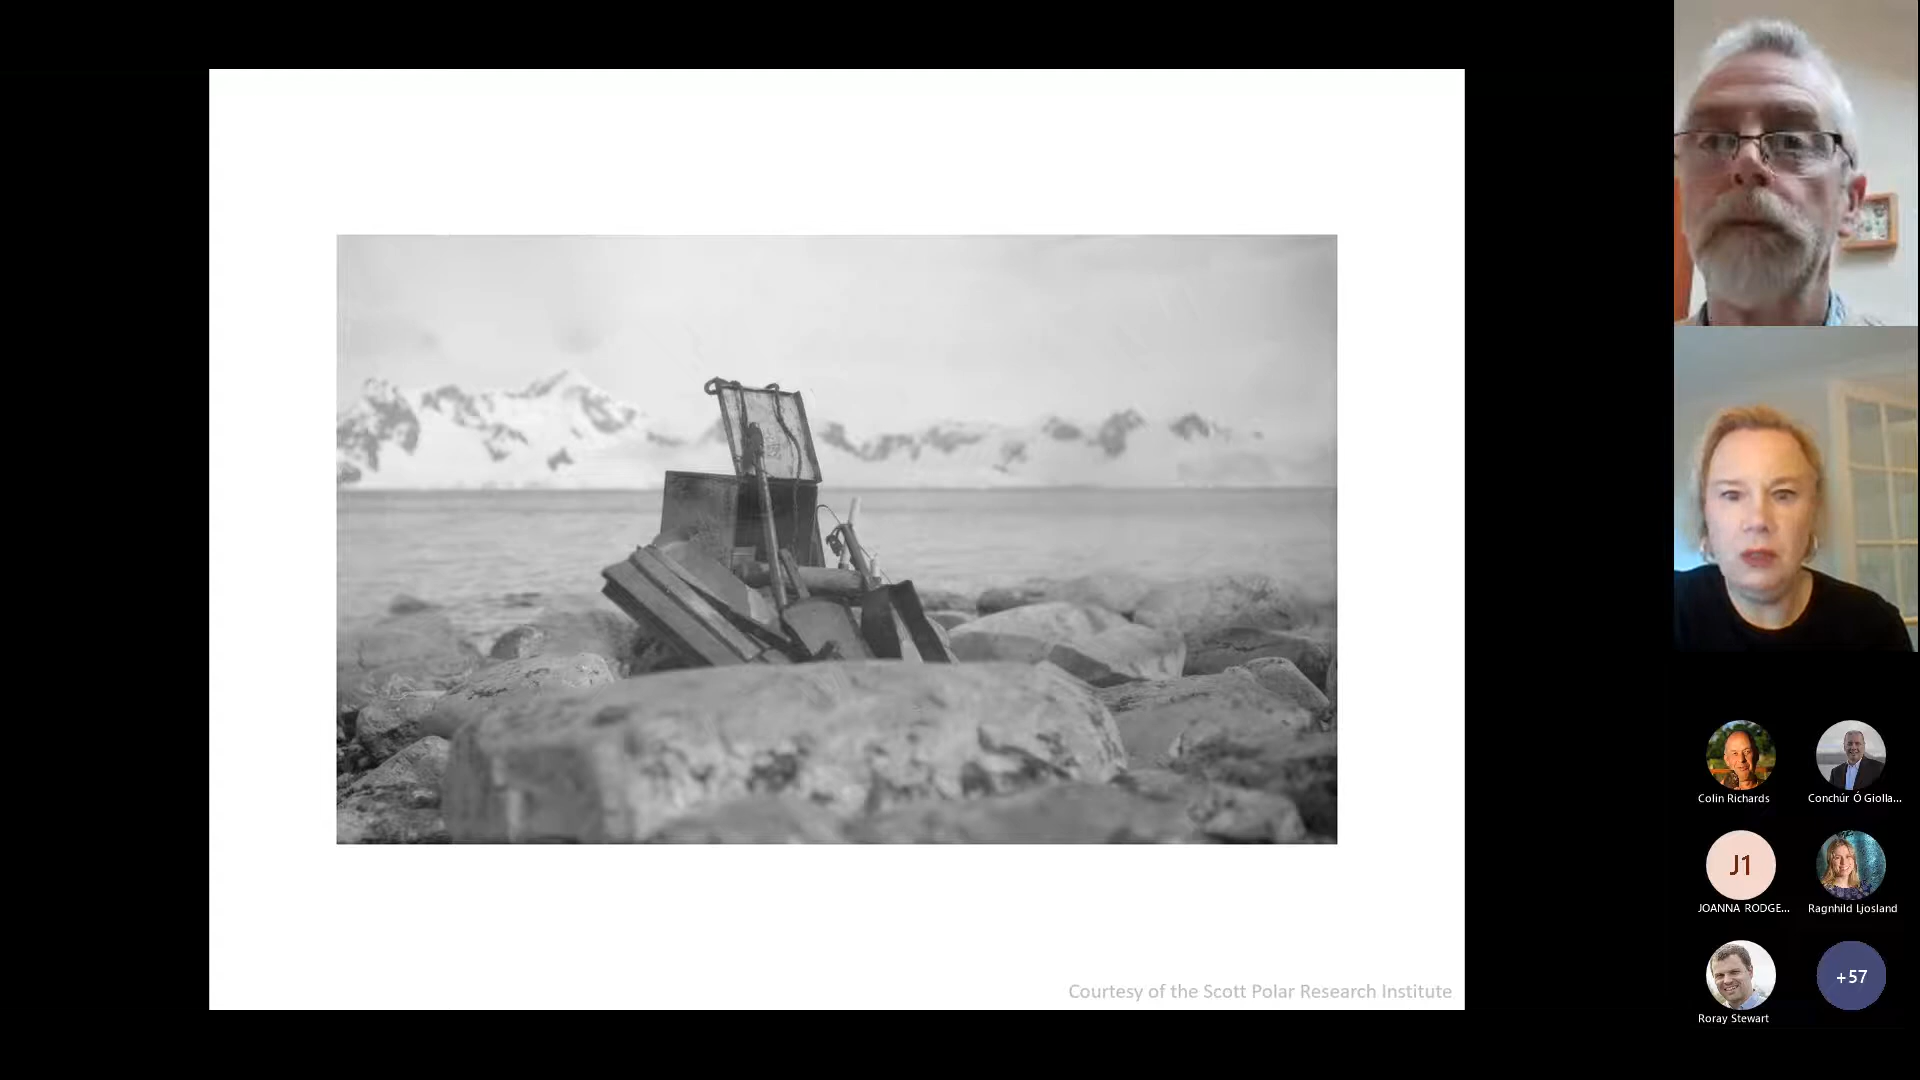 Courtesy of the Scott Polar Research Institute
Colin Richards
Conchúr Ó Giolla...
J1
JOANNA RODGE...
Ragnhild Ljosland
Roray Stewart
+57